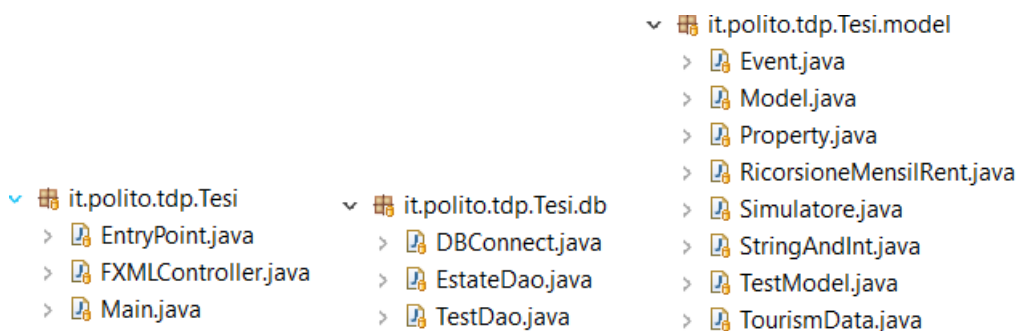 it.polito.tdp.Tesi
EntryPoint.java
FXMLController.java
Main.java
it.polito.tdp.Tesi.db
DBConnect.java
EstateDao.java
TestDao.java
it.polito.tdp.Tesi.model
Event.java
Model.java
Property.java
RicorsioneMensilRent.java
Simulatore.java
StringAndInt.java
TestModel.java
TourismData.java